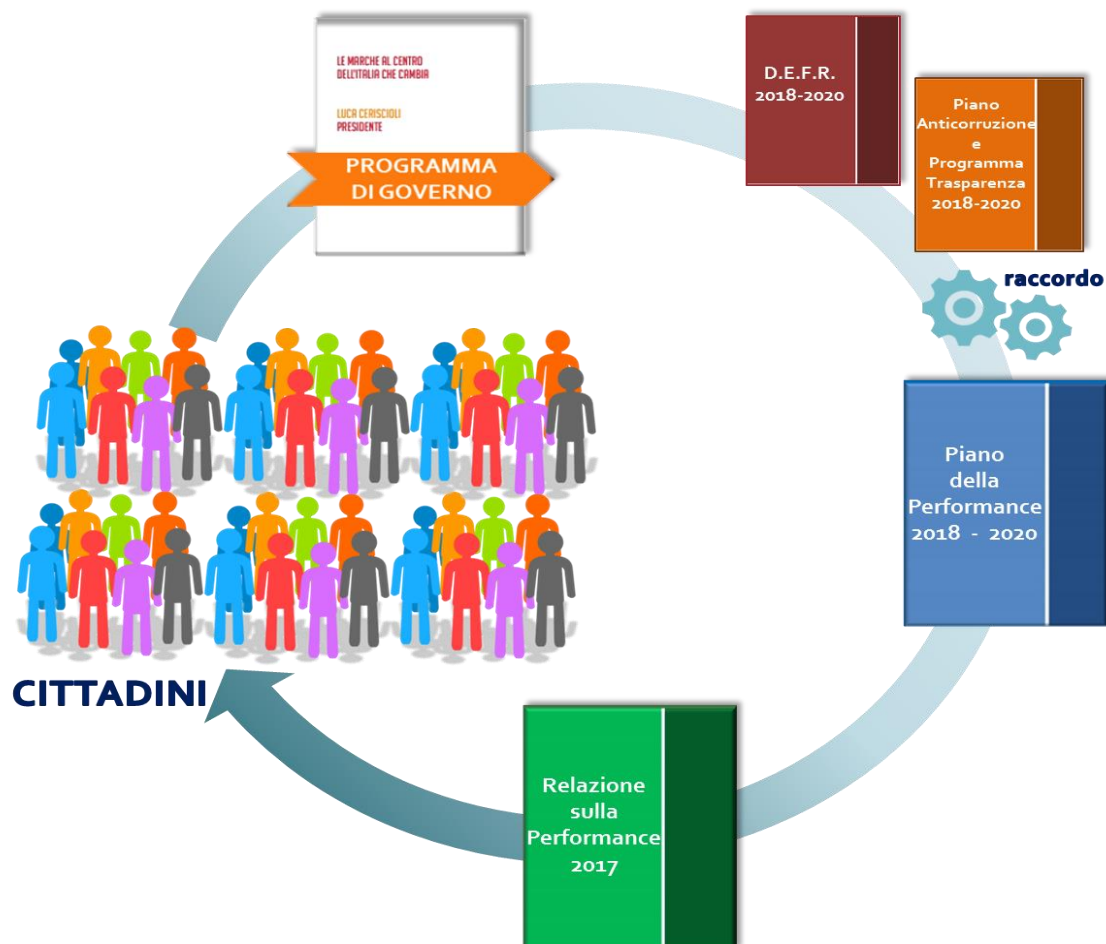 LE MARCHE AL CENTRO
DELL'ITALIA CHE CAMBIA
LUCA CERISCIOLI
PRESIDENTE
PROGRAMMA
DI GOVERNO
D.E.F.R.
2018-2020
Piano
Anticorruzione
e
Programma
Trasparenza
2018-2020
raccordo
Piano
della
Performance
2018 - 2020
Relazione
sulla
Performance
2017
CITTADINI